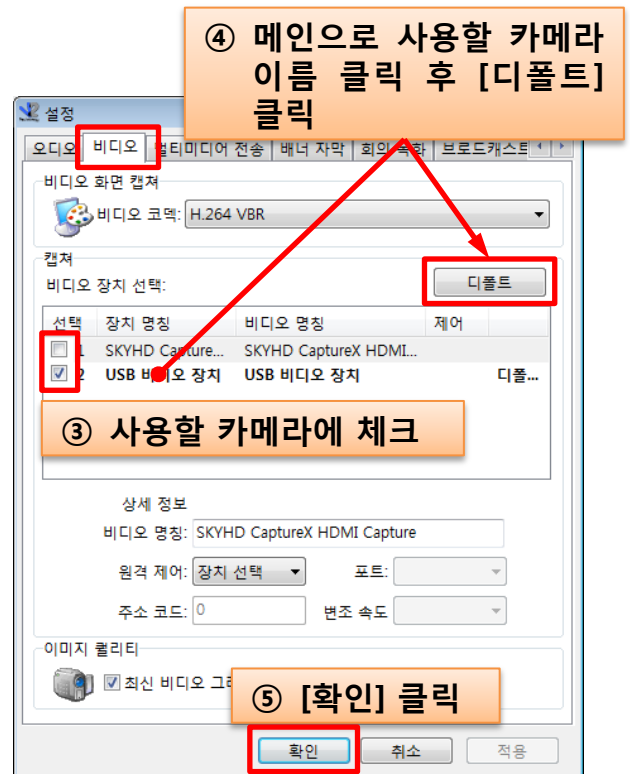 ④ 메인으로 사용할 카메라
이름 클릭 후 [디폴트]
클릭
설정
오디오 비디오 멀티미디어 전송 배너 자막 회의 녹화 브로드캐스트
비디오 화면 캡쳐
비디오 코덱: H.264 VBR
캡쳐
비디오 장치 선택:
디폴트
선택 장치 명칭 비디오 명칭 제어
1 SKYHD Capture... SKYHD CaptureX HDMI...
2 USB 비디오 장치 USB 비디오 장치 디폴...
③ 사용할 카메라에 체크
상세 정보
비디오 명칭: SKYHD CaptureX HDMI Capture
원격 제어: 장치 선택 포트:
주소 코드: 0 변조 속도
이미지 퀄리티
최신 비디오
⑤ [확인] 클릭
확인 취소 적용